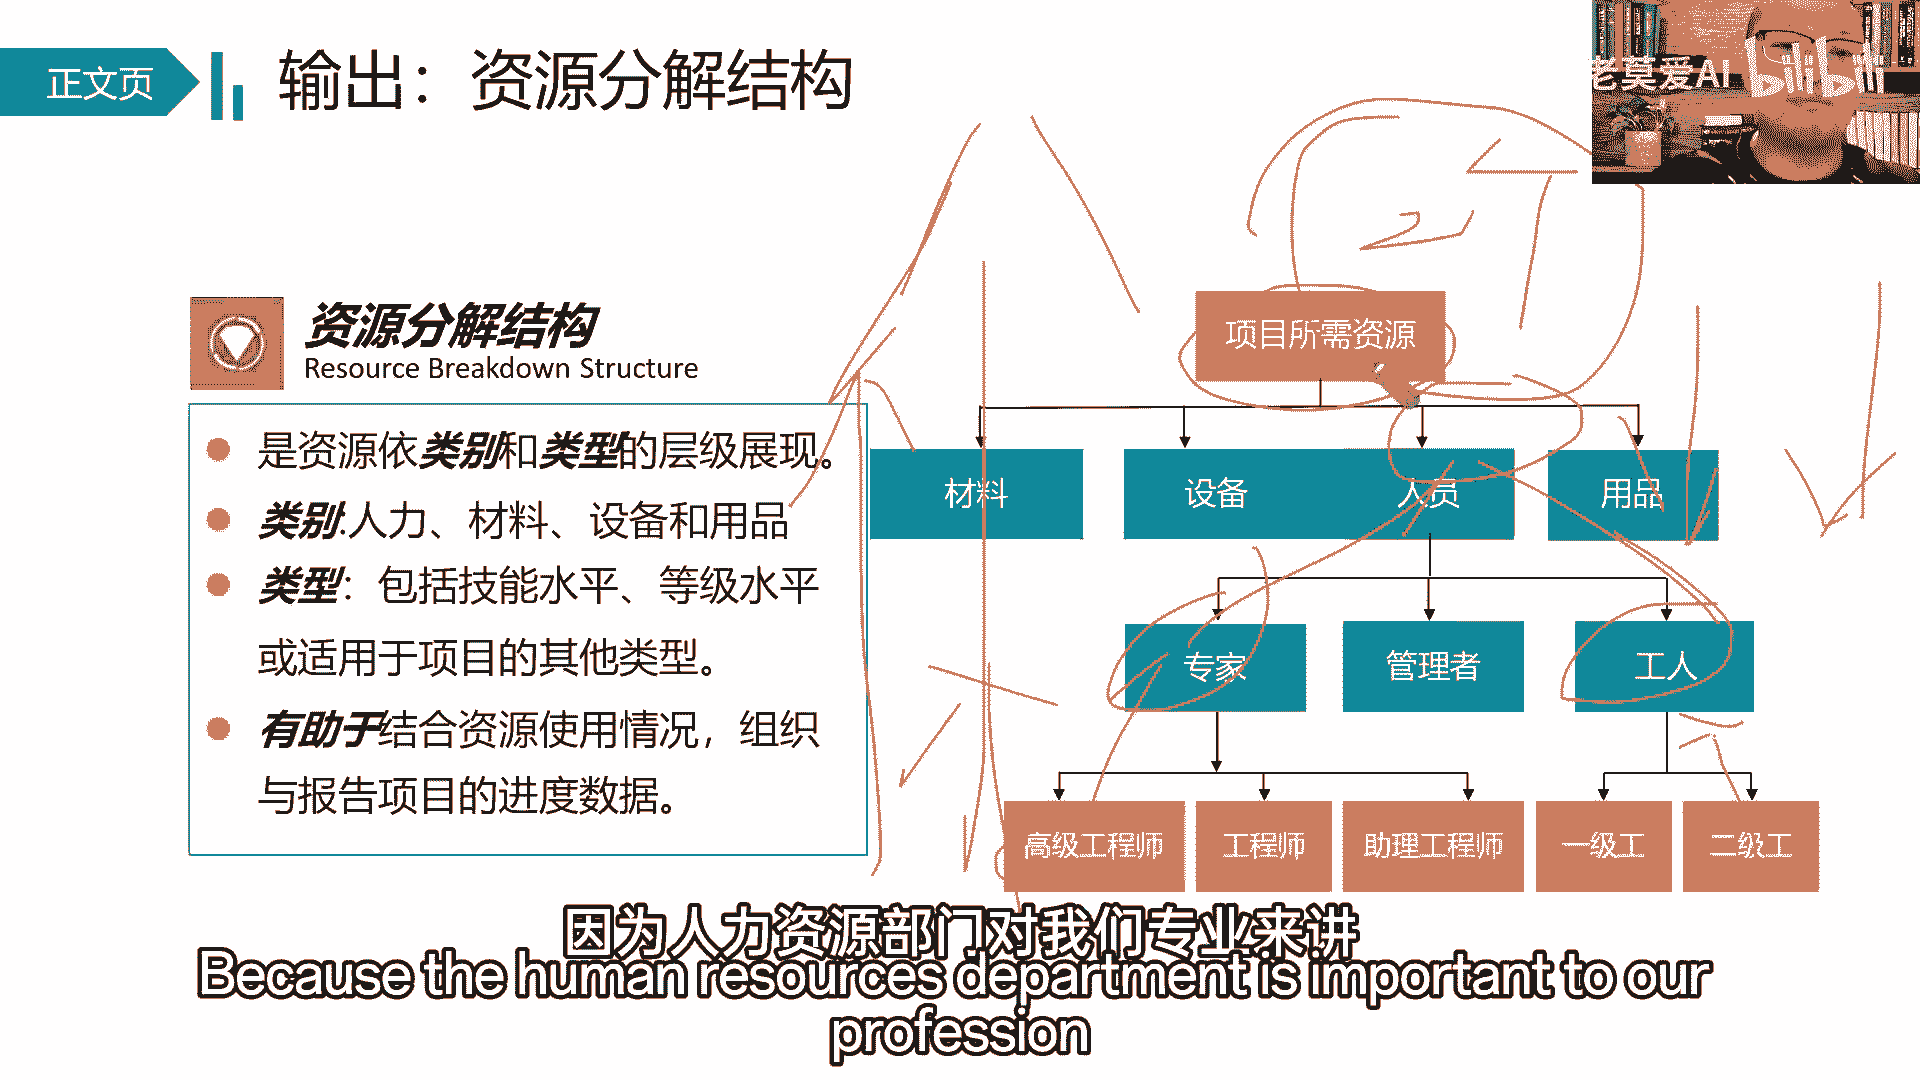 正文页
输出：资源分解结构
老莫爱AI
bilibili
资源分解结构
Resource Breakdown Structure
是资源依类别和类型的层级展现。
类别:人力、材料、设备和用品
类型：包括技能水平、等级水平
或适用于项目的其他类型。
有助于结合资源使用情况，组织
与报告项目的进度数据。
项目所需资源
材料
设备
人员
用品
专家
管理者
工人
高级工程师
工程师
助理工程师
一级工
二级工
因为人力资源部门对我们专业来讲
Because the human resources department is important to our
profession